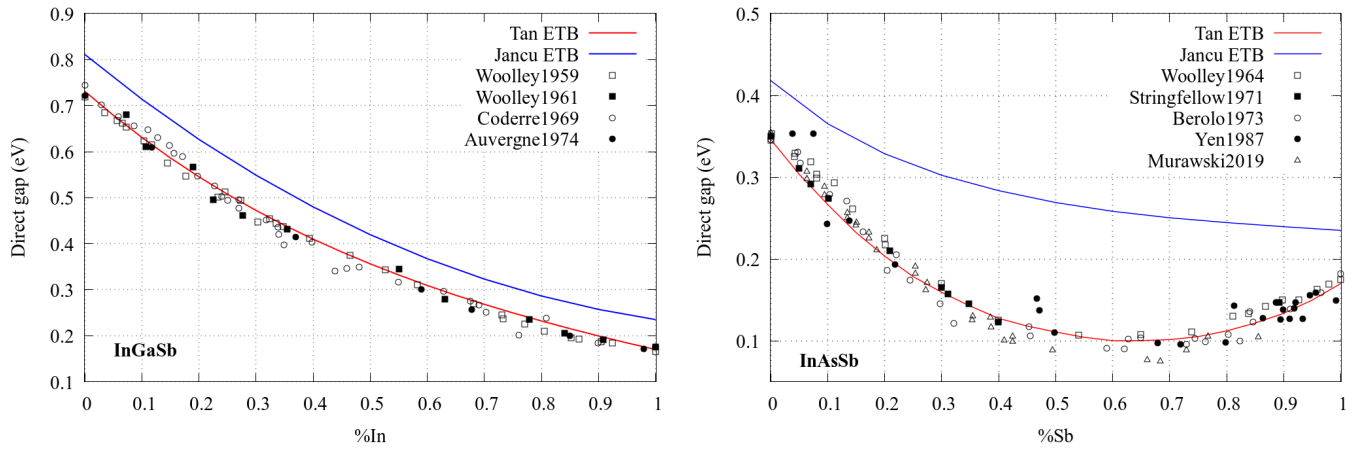 0.9
0.8
0.7
0.6
0.5
0.4
0.3
0.2
0.1
Direct gap (eV)
Tan ETB
Jancu ETB
Woolley1959
Woolley1961
Coderre1969
Auvergne1974
InGaSb
0 0.1 0.2 0.3 0.4 0.5 0.6 0.7 0.8 0.9 1
%In
0.5
0.4
0.3
0.2
0.1
Direct gap (eV)
Tan ETB
Jancu ETB
Woolley1964
Stringfellow1971
Berolo1973
Yen1987
Murawski2019
InAsSb
0 0.1 0.2 0.3 0.4 0.5 0.6 0.7 0.8 0.9 1
%Sb